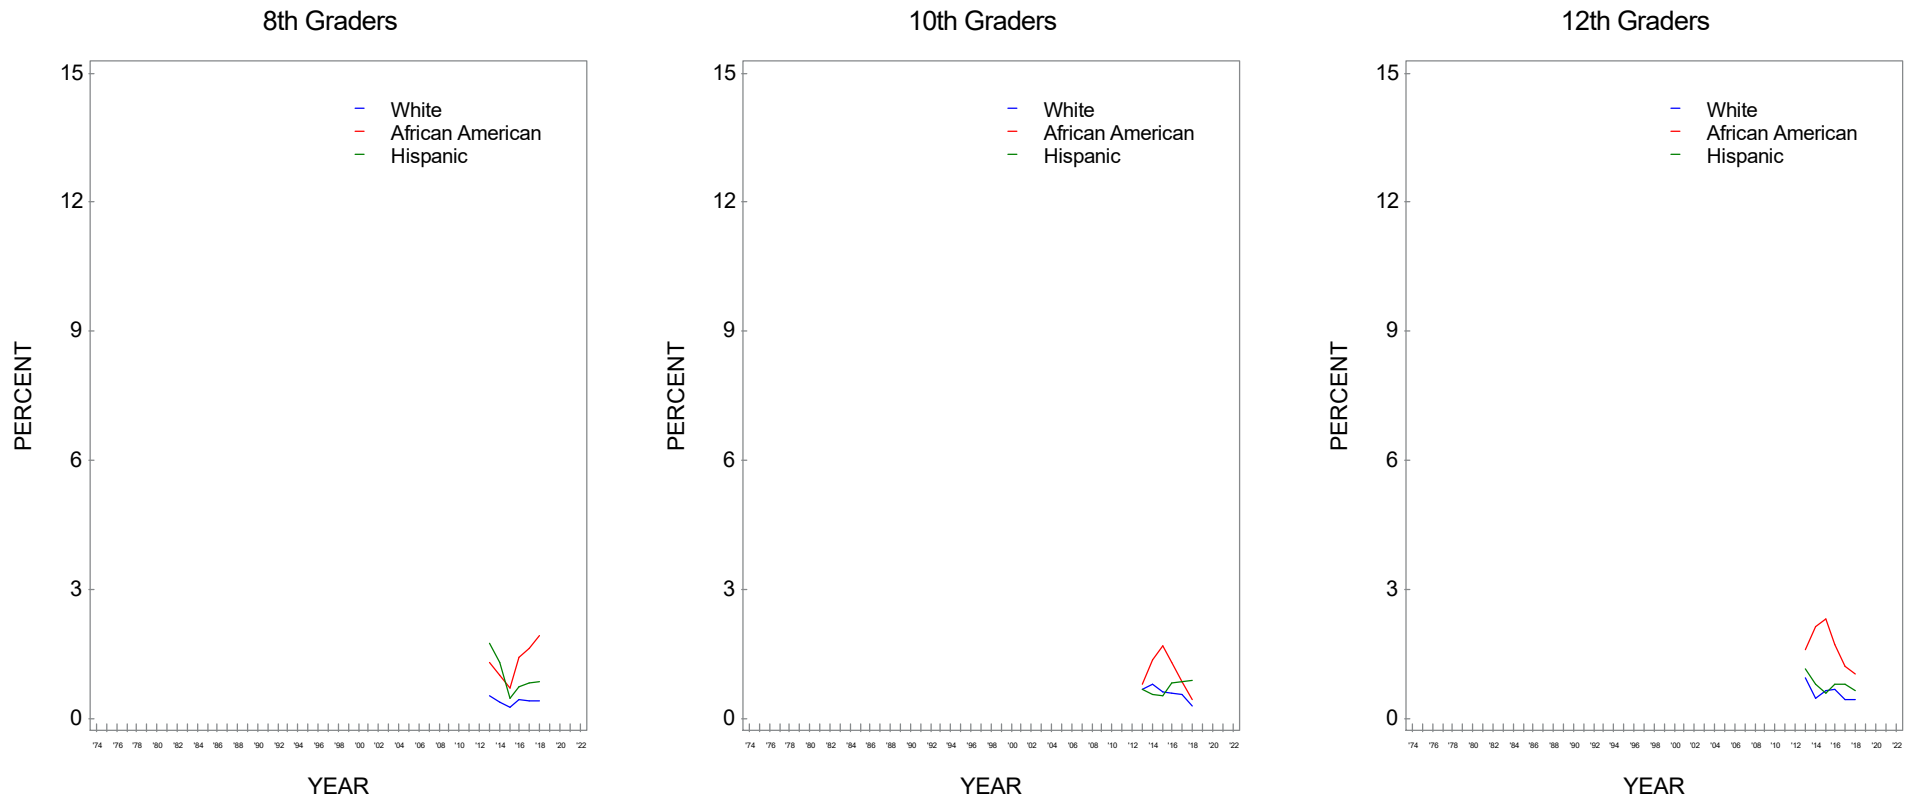 8th Graders
15
White
African American
Hispanic
12
9
PERCENT
6
3
0
'74 '76 '78 '80 '82 '84 '86 '88 '90 '92 '94 '96 '98 '00 '02 '04 '06 '08 '10 '12 '14 '16 '18 '20 '22
YEAR
10th Graders
15
White
African American
Hispanic
12
9
PERCENT
6
3
0
'74 '76 '78 '80 '82 '84 '86 '88 '90 '92 '94 '96 '98 '00 '02 '04 '06 '08 '10 '12 '14 '16 '18 '20 '22
YEAR
12th Graders
15
White
African American
Hispanic
12
9
PERCENT
6
3
0
'74 '76 '78 '80 '82 '84 '86 '88 '90 '92 '94 '96 '98 '00 '02 '04 '06 '08 '10 '12 '14 '16 '18 '20 '22
YEAR